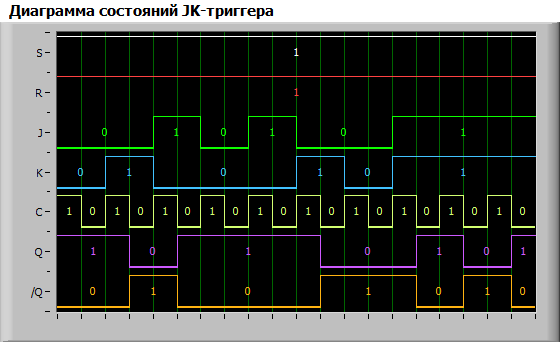 Диаграмма состояний JK-триггера
S 1
R 1
J 0 1 0 1 0 1
K 0 1 0 1 0 1
C 1 0 1 0 1 0 1 0 1 0 1 0 1 0 1 0 1 0 1 0
Q 1 0 1 0 1 0 1
/Q 0 1 0 1 0 1 0